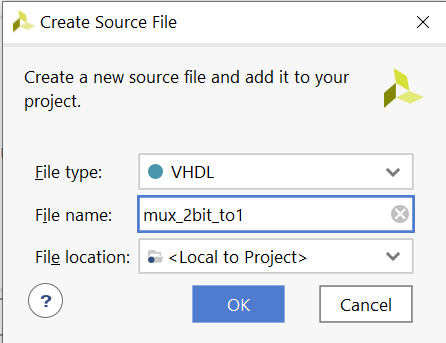 Create Source File
Create a new source file and add it to your
project.
File type: VHDL
File name: mux_2bit_to1
File location: <Local to Project>
? OK Cancel